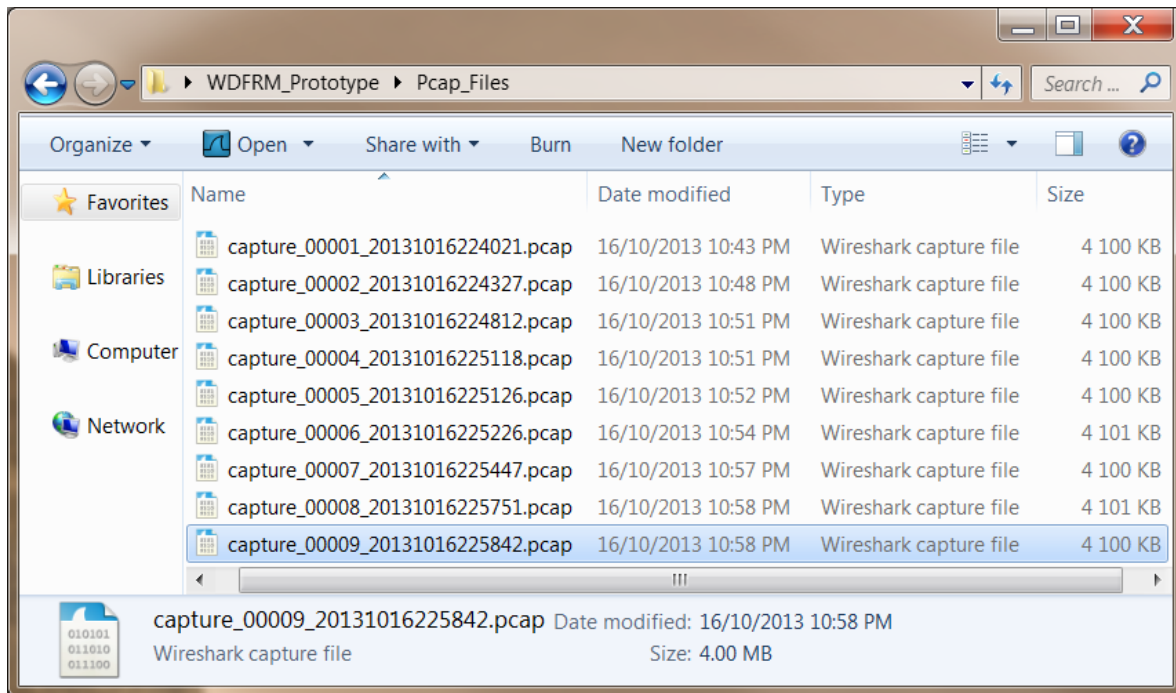 WDFRM_Prototype Pcap_Files Search ...
Organize Open Share with Burn New folder
Favorites
Libraries
Computer
Network
Name Date modified Type Size
capture_00001_20131016224021.pcap 16/10/2013 10:43 PM Wireshark capture file 4 100 KB
capture_00002_20131016224327.pcap 16/10/2013 10:48 PM Wireshark capture file 4 100 KB
capture_00003_20131016224812.pcap 16/10/2013 10:51 PM Wireshark capture file 4 100 KB
capture_00004_20131016225118.pcap 16/10/2013 10:51 PM Wireshark capture file 4 100 KB
capture_00005_20131016225126.pcap 16/10/2013 10:52 PM Wireshark capture file 4 100 KB
capture_00006_20131016225226.pcap 16/10/2013 10:54 PM Wireshark capture file 4 101 KB
capture_00007_20131016225447.pcap 16/10/2013 10:57 PM Wireshark capture file 4 100 KB
capture_00008_20131016225751.pcap 16/10/2013 10:58 PM Wireshark capture file 4 101 KB
capture_00009_20131016225842.pcap 16/10/2013 10:58 PM Wireshark capture file 4 100 KB
010101
011010
011100
capture_00009_20131016225842.pcap Date modified: 16/10/2013 10:58 PM
Wireshark capture file Size: 4.00 MB